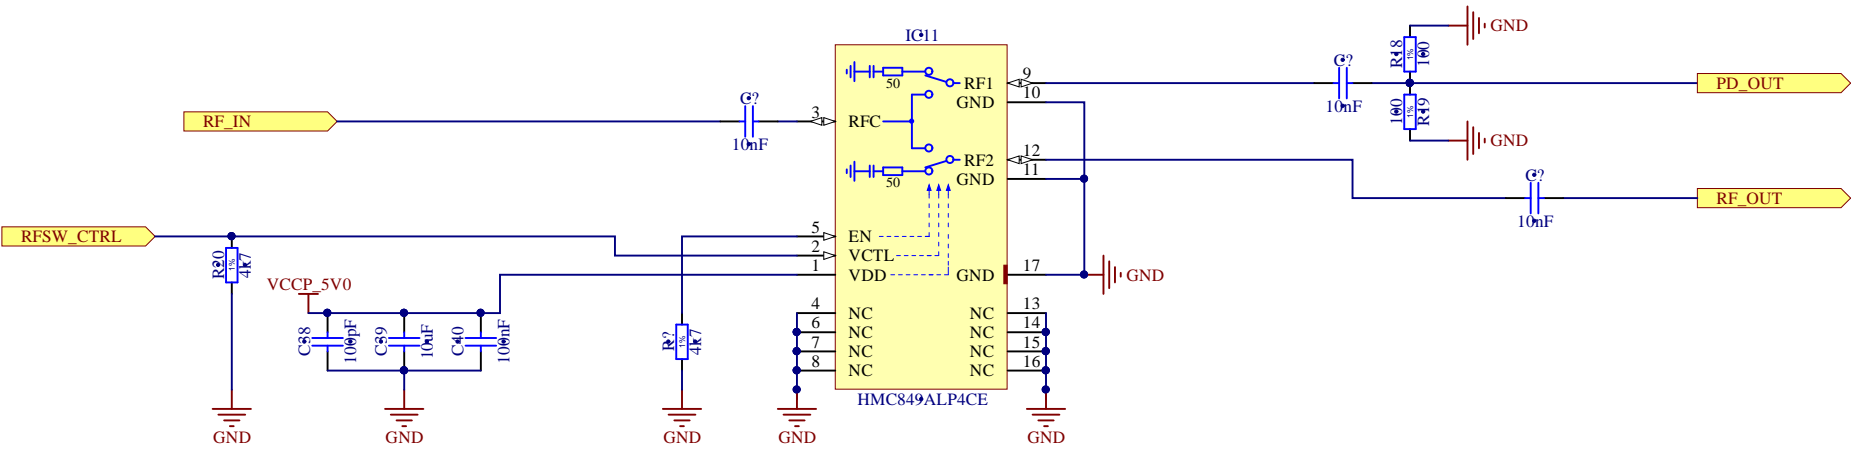 IC11
GND
R18
1%
100
C?
10nF
PD_OUT
100
1%
R19
GND
RF_IN
C?
10nF
3
RFC
50
RF1
9
GND
10
RF2
12
50
GND
11
C?
10nF
RF_OUT
RFSW_CTRL
R20
1%
4k7
5
EN
2
VCTL
1
VDD
GND
17
GND
VCCP_5V0
C38
100pF
C39
10uF
C40
100nF
R?
1%
4k7
4
NC
NC
13
6
NC
NC
14
7
NC
NC
15
8
NC
NC
16
HMC849ALP4CE
GND
GND
GND
GND
GND